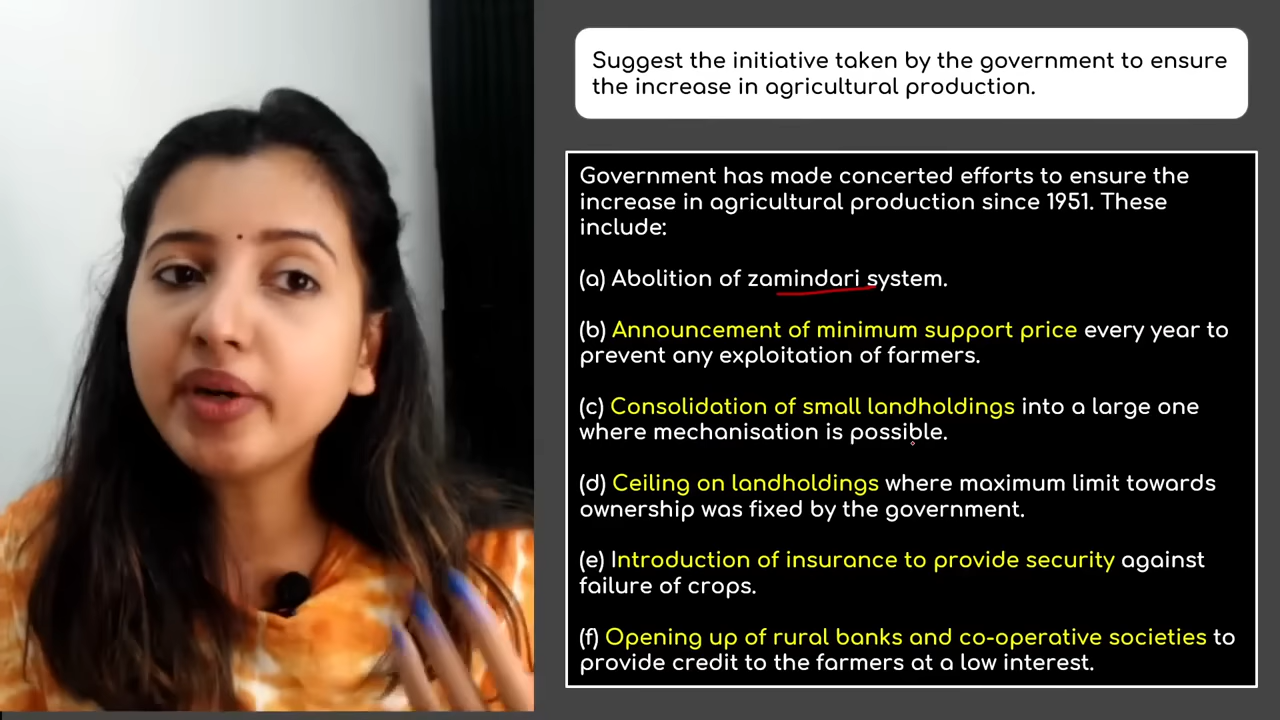 Suggest the initiative taken by the government to ensure
the increase in agricultural production.
Government has made concerted efforts to ensure the
increase in agricultural production since 1951. These
include:
(a) Abolition of zamindari system.
(b) Announcement of minimum support price every year to
prevent any exploitation of farmers.
(c) Consolidation of small landholdings into a large one
where mechanisation is possible.
(d) Ceiling on landholdings where maximum limit towards
ownership was fixed by the government.
(e) Introduction of insurance to provide security against
failure of crops.
(f) Opening up of rural banks and co-operative societies to
provide credit to the farmers at a low interest.